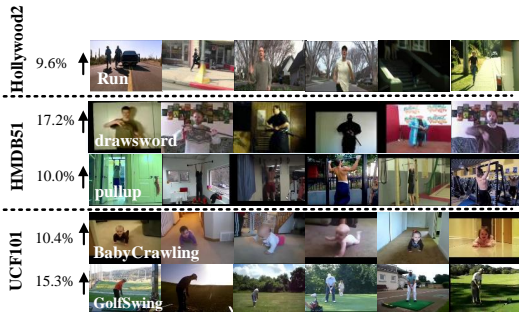 Hollywood2
9.6%
Run
HMDB51
17.2%
drawsword
10.0%
pullup
UCF101
10.4%
BabyCrawling
15.3%
GolfSwing